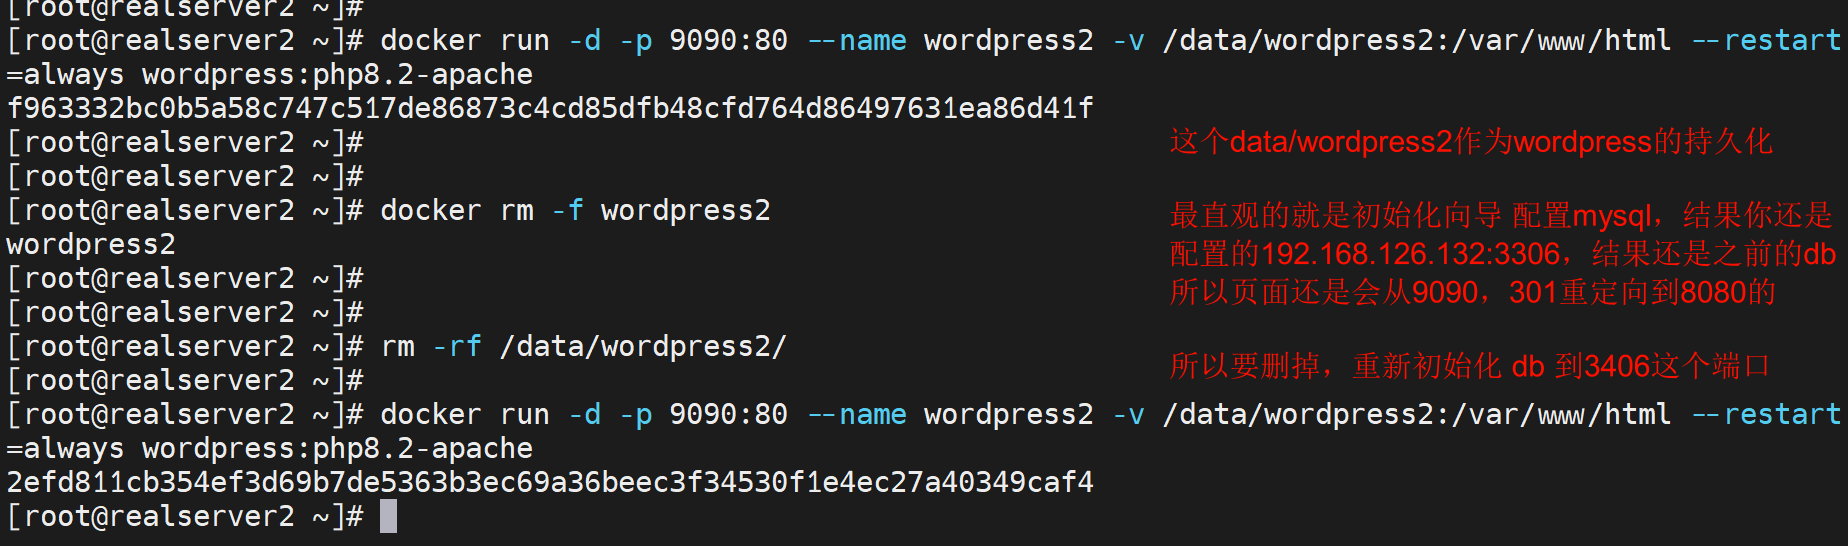 [root@realserver2 ~]#
[root@realserver2 ~]# docker run -d -p 9090:80 --name wordpress2 -v /data/wordpress2:/var/www/html --restart
=always wordpress:php8.2-apache
f963332bc0b5a58c747c517de86873c4cd85dfb48cfd764d86497631ea86d41f
[root@realserver2 ~]#
这个data/wordpress2作为wordpress的持久化
[root@realserver2 ~]#
[root@realserver2 ~]# docker rm -f wordpress2
最直观的就是初始化向导 配置mysql，结果你还是
wordpress2
配置的192.168.126.132:3306，结果还是之前的db
[root@realserver2 ~]#
所以页面还是会从9090，301重定向到8080的
[root@realserver2 ~]#
[root@realserver2 ~]# rm -rf /data/wordpress2/
所以要删掉，重新初始化 db 到3406这个端口
[root@realserver2 ~]#
[root@realserver2 ~]# docker run -d -p 9090:80 --name wordpress2 -v /data/wordpress2:/var/www/html --restart
=always wordpress:php8.2-apache
2efd811cb354ef3d69b7de5363b3ec69a36beec3f34530f1e4ec27a40349caf4
[root@realserver2 ~]#